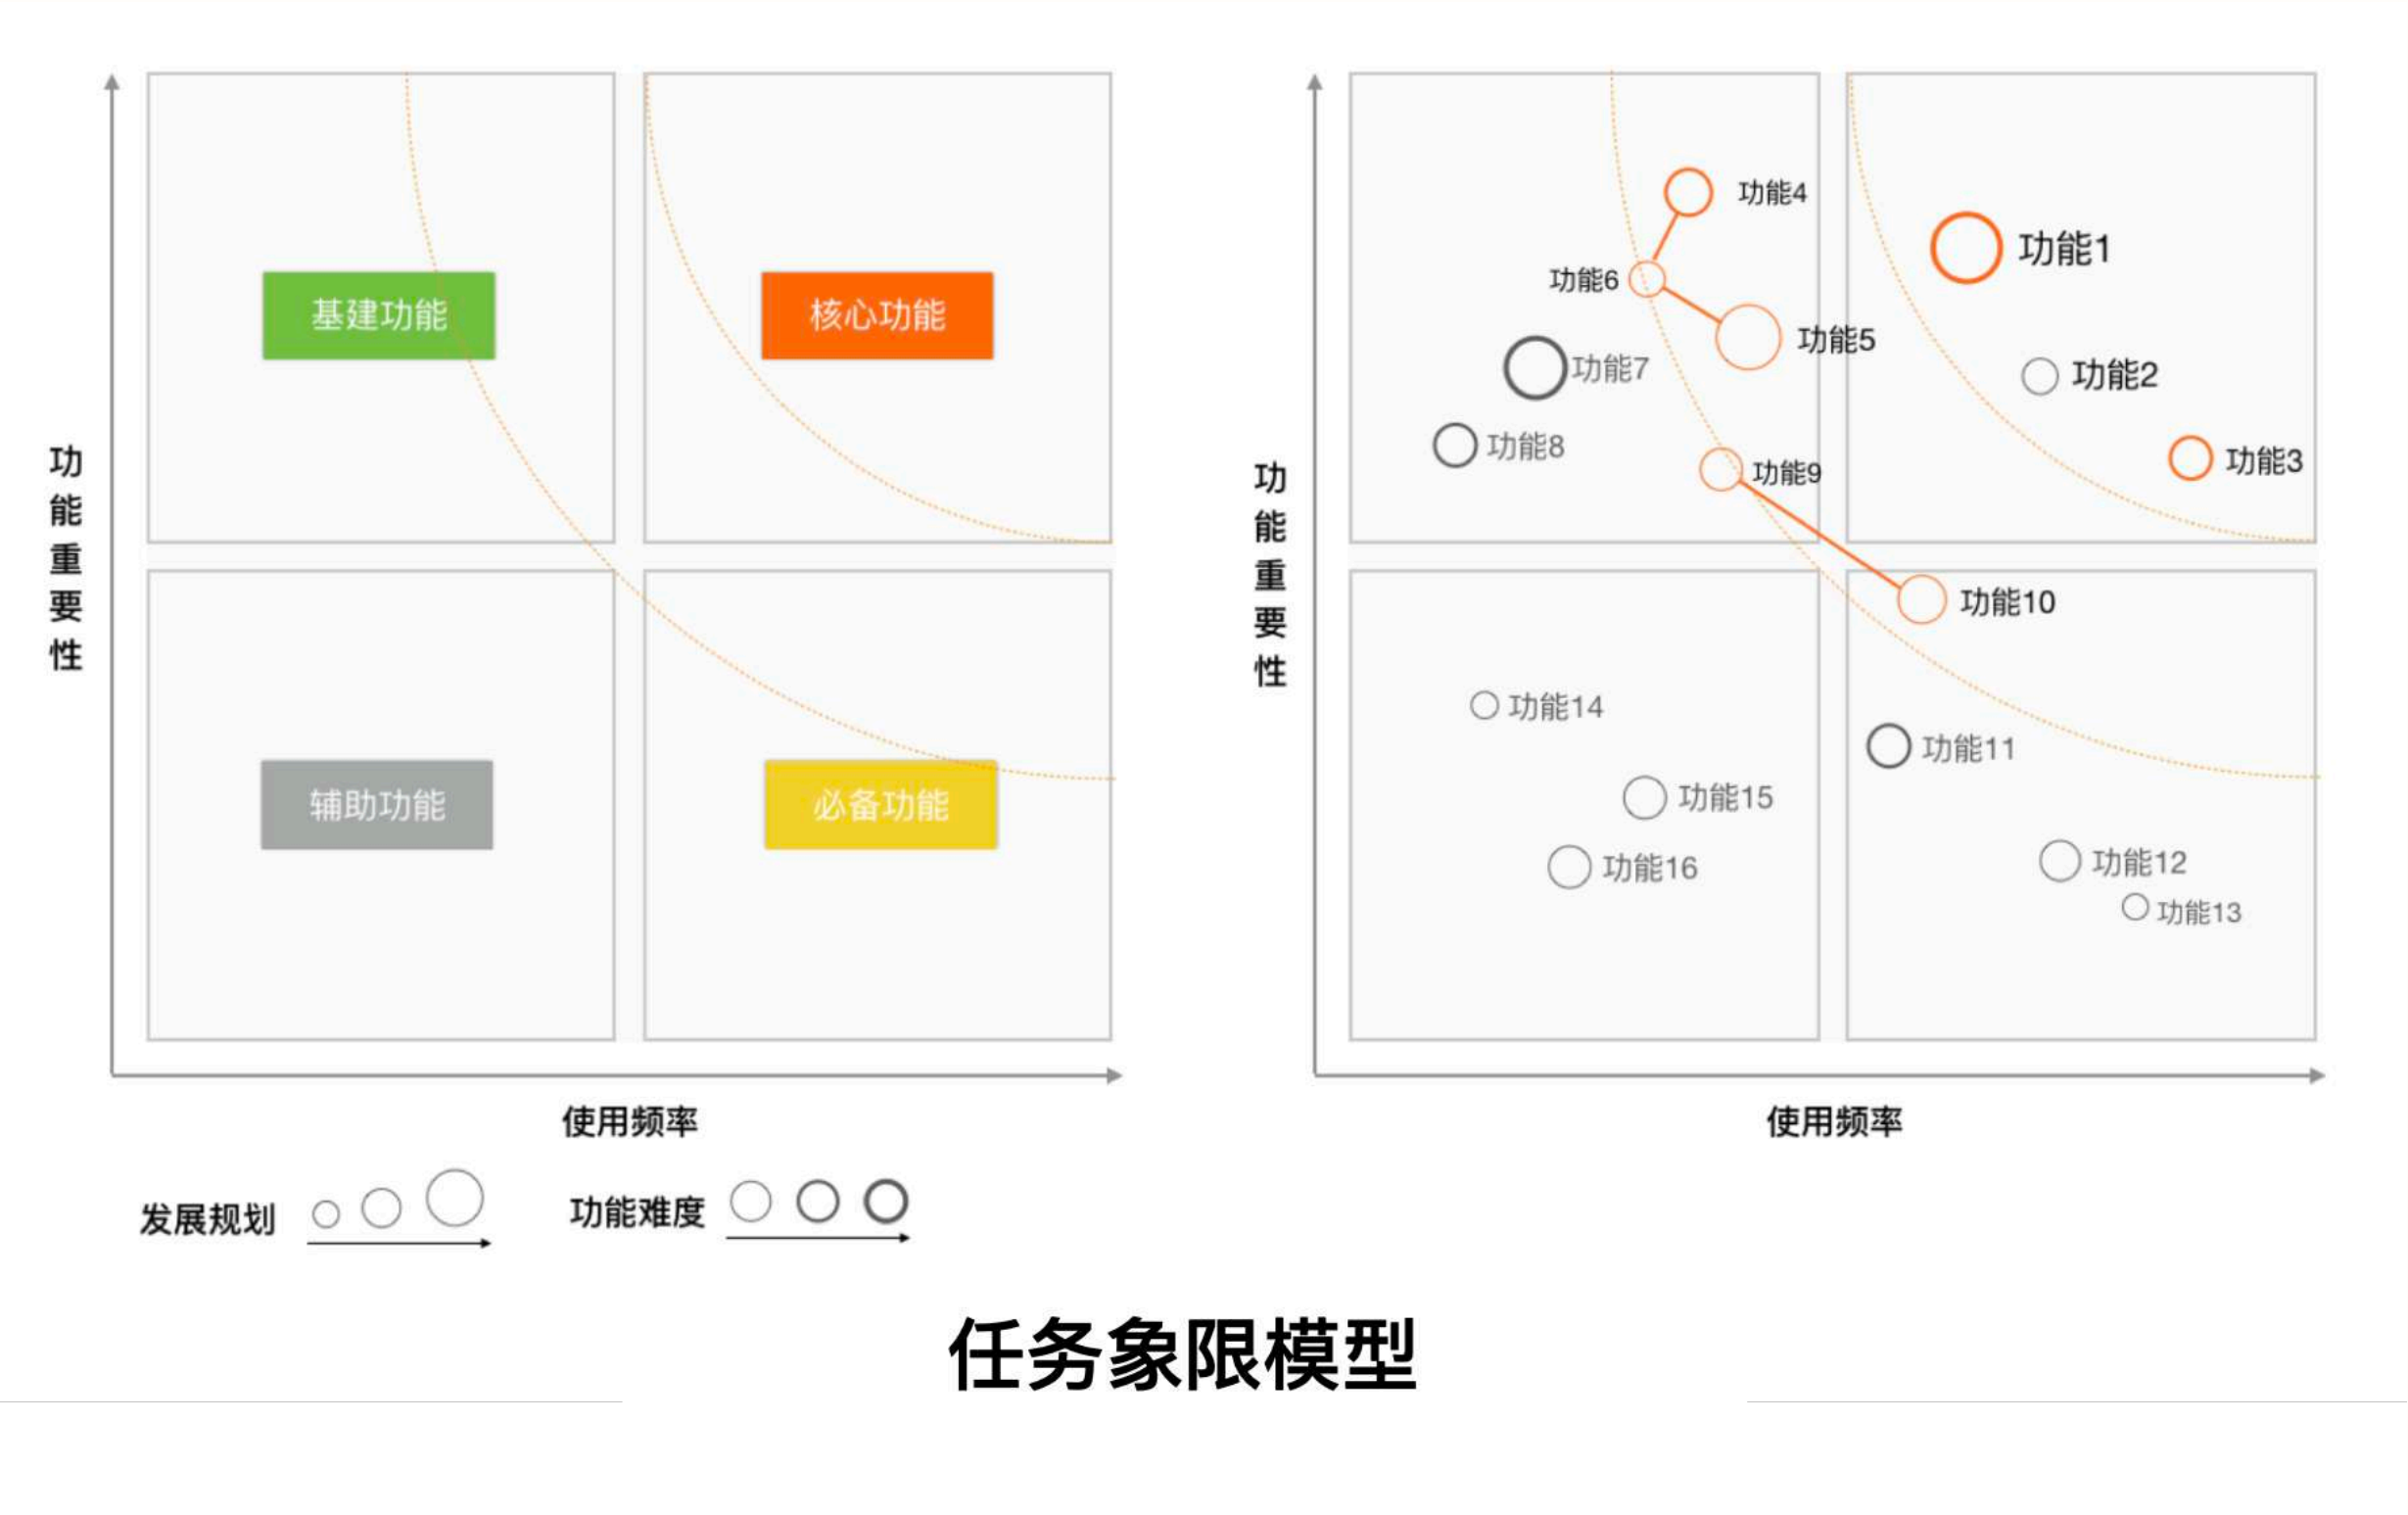 功能重要性
基建功能
核心功能
辅助功能
必备功能
使用频率
发展规划
功能难度
功能重要性
功能4
功能1
功能6
功能5
功能7
功能2
功能8
功能3
功能9
功能10
功能14
功能11
功能15
功能12
功能16
功能13
使用频率
任务象限模型